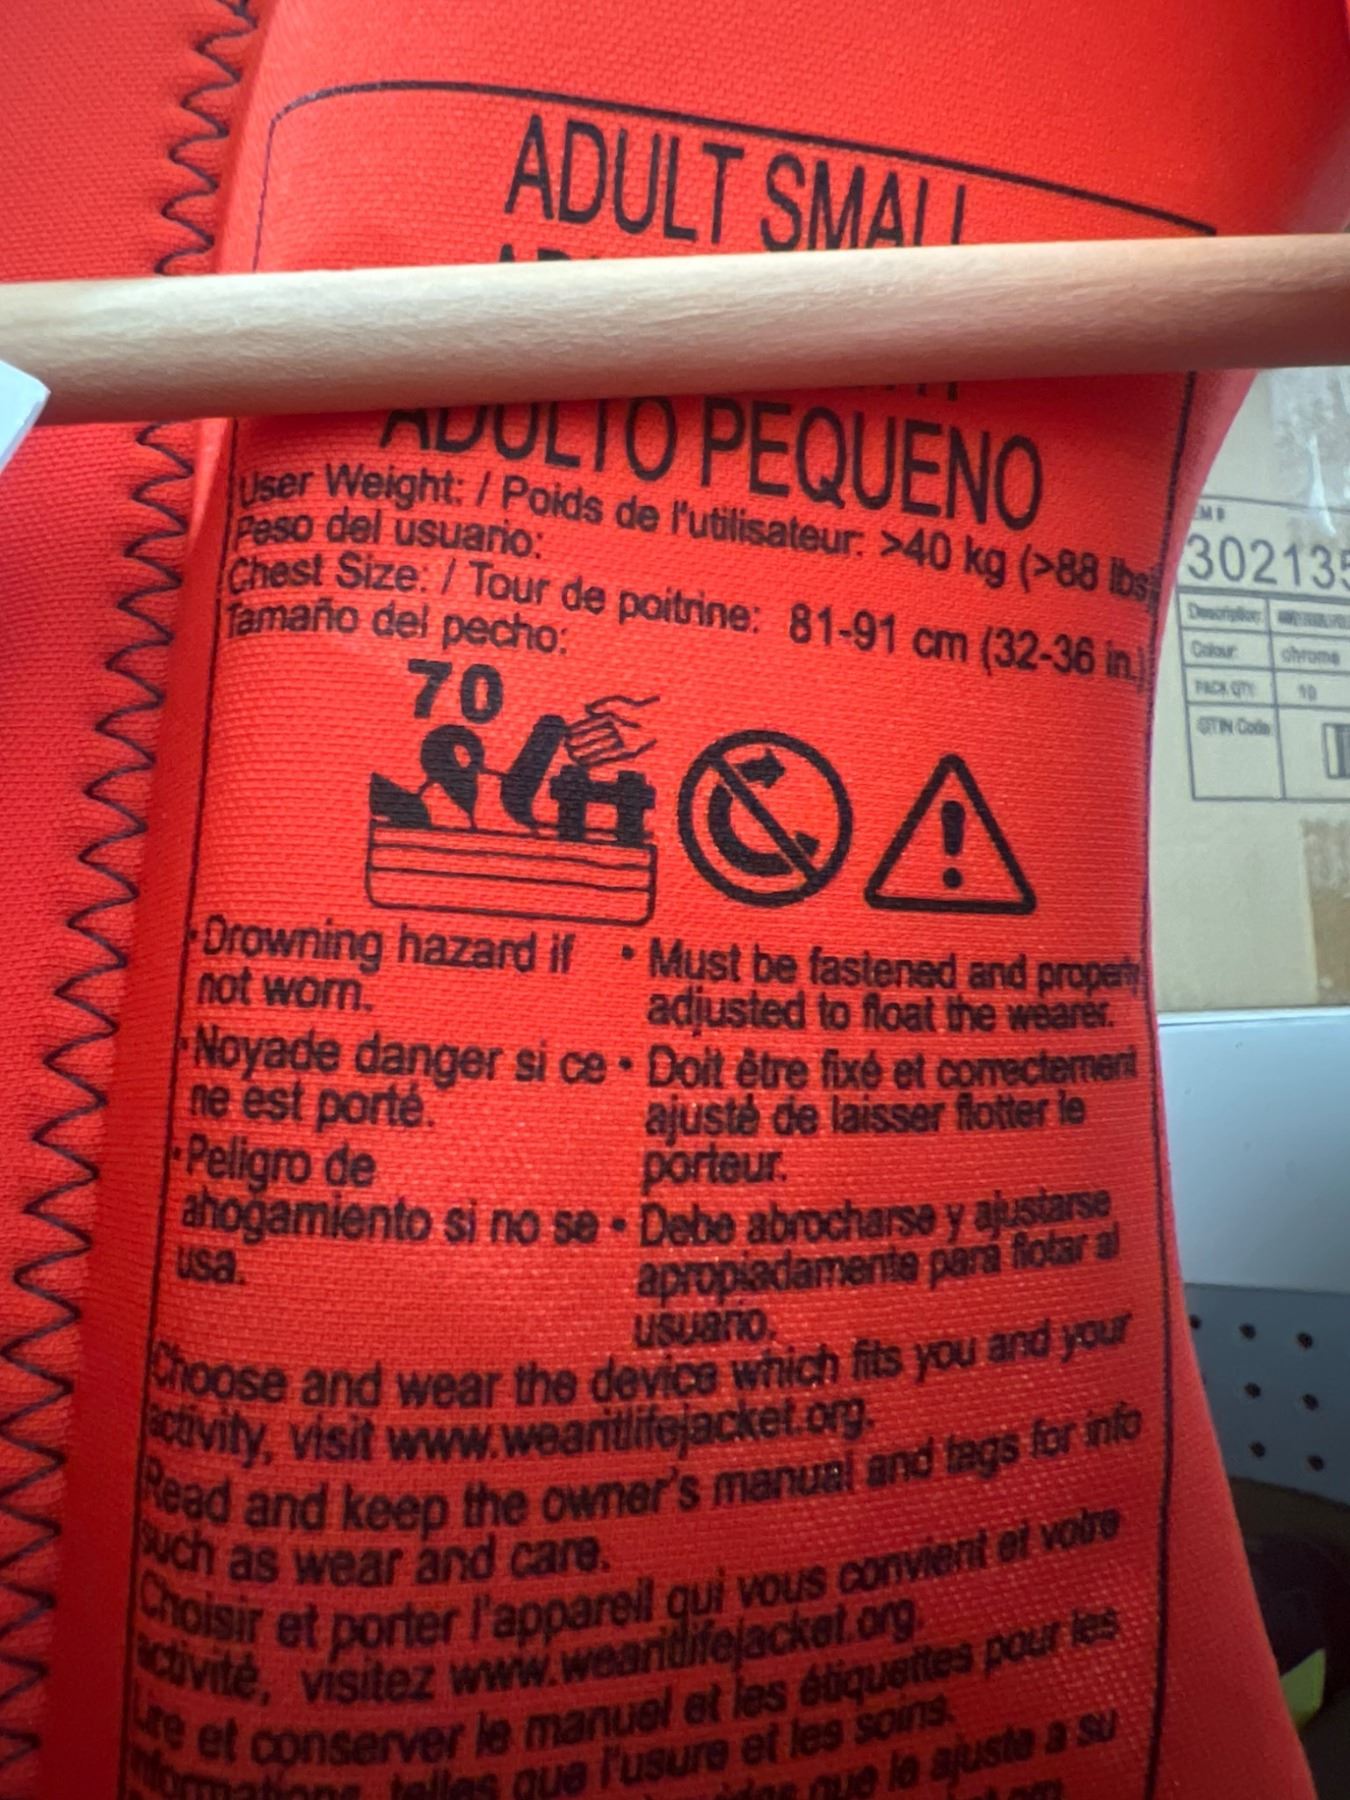 ADULT SMALL
ADULTO PEQUENO
User Weight: / Poids de l'utilisateur: >40 kg (>88 lbs)
Peso del usuario:
Chest Size: / Tour de poitrine: 81-91 cm (32-36 in.)
Tamaño del pecho:
70
• Drowning hazard if
not worn.
• Noyade danger si ce
ne est porté.
• Peligro de
ahogamiento si no se
usa.
• Must be fastened and properly
adjusted to float the wearer.
• Doit être fixé et correctement
ajusté de laisser flotter le
porteur.
• Debe abrocharse y ajustarse
apropiadamente para flotar al
usuario.
Choose and wear the device which fits you and your
activity, visit www.wearitlifejacket.org.
Read and keep the owner's manual and tags for info
such as wear and care.
Choisir et porter l'appareil qui vous convient et votre
activité, visitez www.wearitlifejacket.org
Lire et conserver le manuel et les étiquettes pour les
informations, telles que l'usure et les soins.
que le ajuste a su
EM #
302135
Description
Colour: chrome
PACK QTY 10
GTIN Code